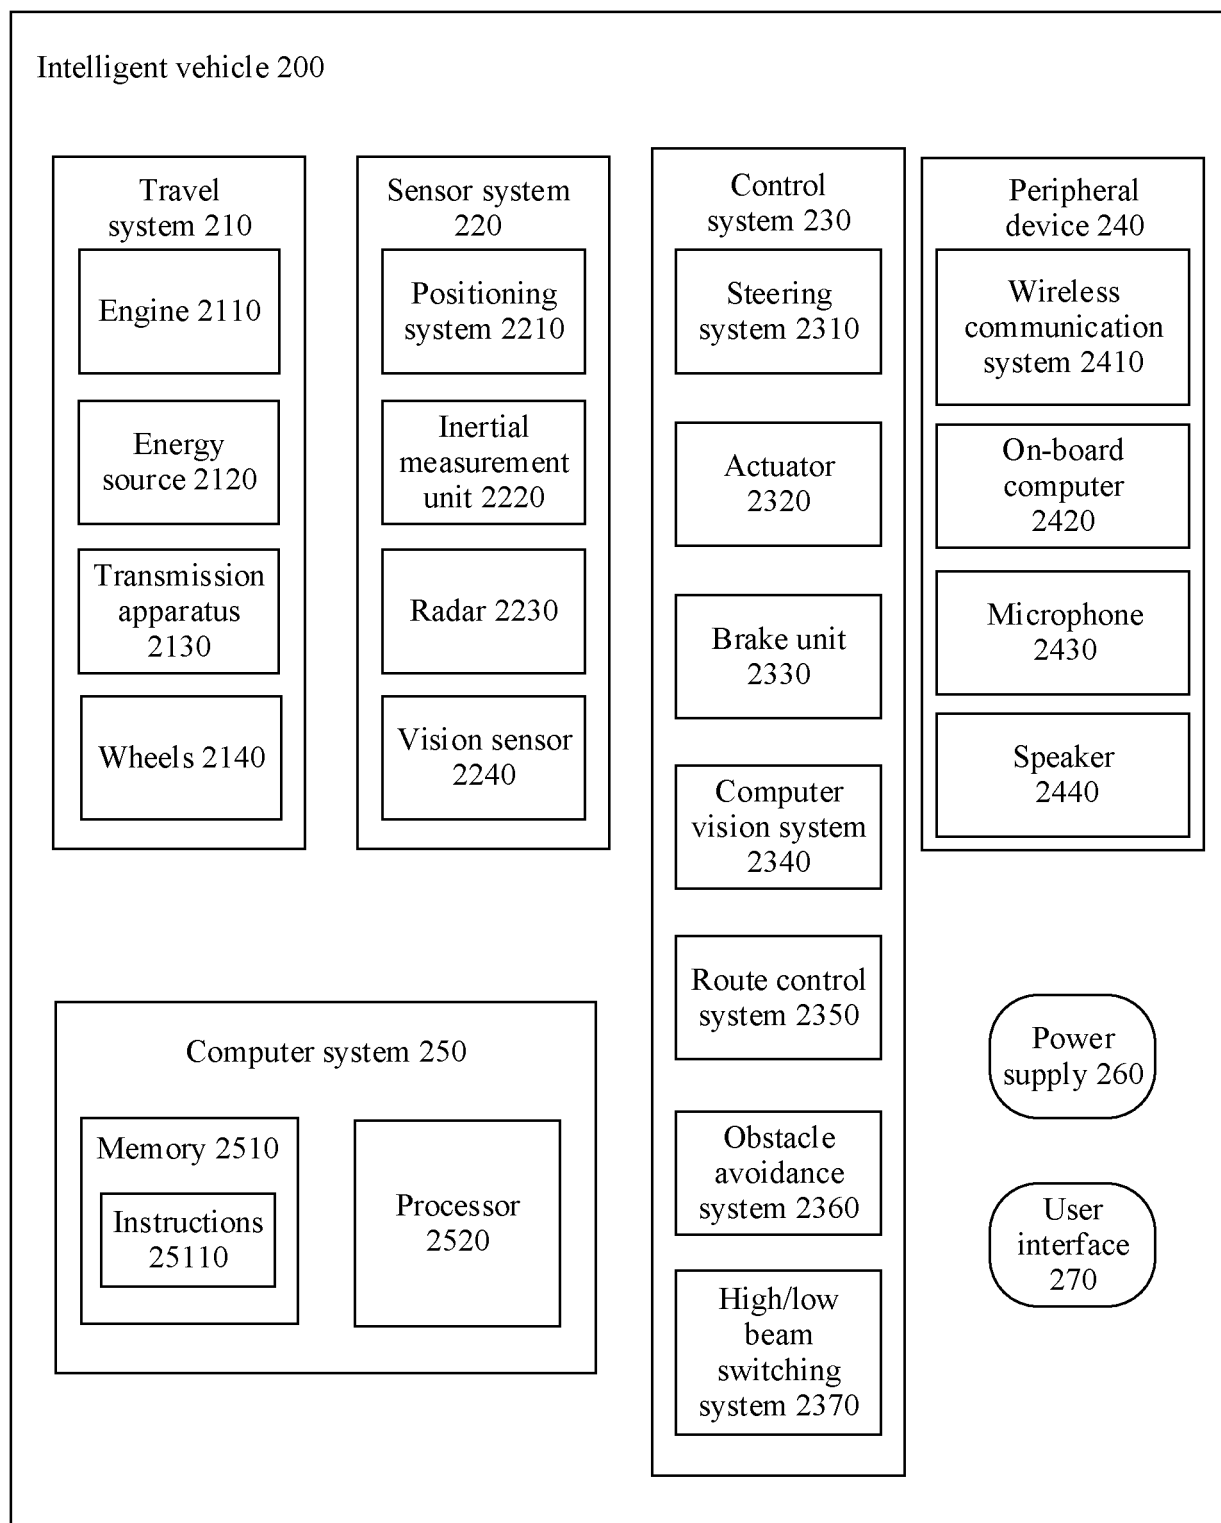 Intelligent vehicle 200
Travel
system 210
Engine 2110
Energy
source 2120
Transmission
apparatus
2130
Wheels 2140
Sensor system
220
Positioning
system 2210
Inertial
measurement
unit 2220
Radar 2230
Vision sensor
2240
Control
system 230
Steering
system 2310
Actuator
2320
Brake unit
2330
Computer
vision system
2340
Route control
system 2350
Obstacle
avoidance
system 2360
High/low
beam
switching
system 2370
Peripheral
device 240
Wireless
communication
system 2410
On-board
computer
2420
Microphone
2430
Speaker
2440
Computer system 250
Memory 2510
Instructions
25110
Processor
2520
Power
supply 260
User
interface
270